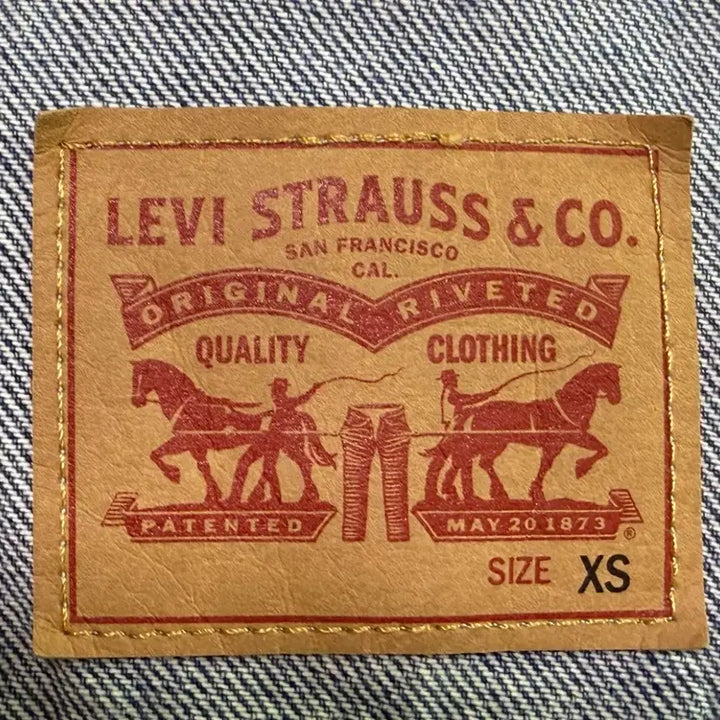 LEVI STRAUSS & CO.
SAN FRANCISCO
CAL.
ORIGINAL RIVETED
QUALITY CLOTHING
PATENTED MAY 20 1873
®
SIZE XS